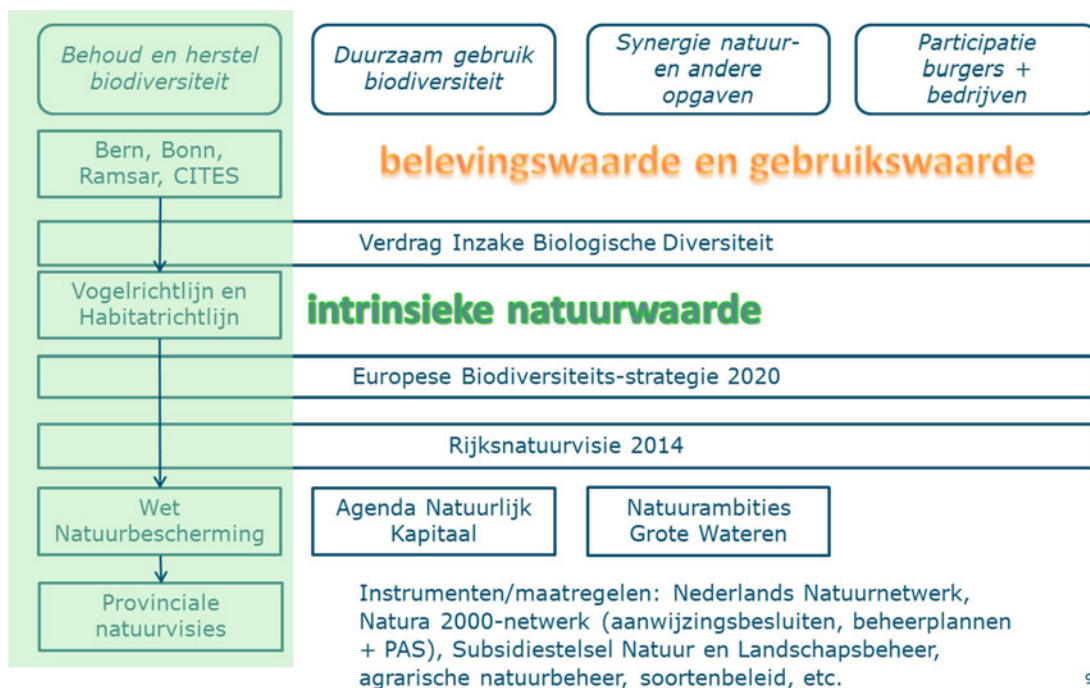 Behoud en herstel
biodiversiteit
Duurzaam gebruik
biodiversiteit
Synergie natuur-
en andere
opgaven
Participatie
burgers +
bedrijven
Bern, Bonn,
Ramsar, CITES
belevingswaarde en gebruikswaarde
Verdrag Inzake Biologische Diversiteit
Vogelrichtlijn en
Habitatrichtlijn
intrinsieke natuurwaarde
Europese Biodiversiteits-strategie 2020
Rijksnatuurvisie 2014
Wet
Natuurbescherming
Agenda Natuurlijk
Kapitaal
Natuurambities
Grote Wateren
Provinciale
natuurvisies
Instrumenten/maatregelen: Nederlands Natuurnetwerk,
Natura 2000-netwerk (aanwijzingsbesluiten, beheerplannen
+ PAS), Subsidiestelsel Natuur en Landschapsbeheer,
agrarische natuurbeheer, soortenbeleid, etc.